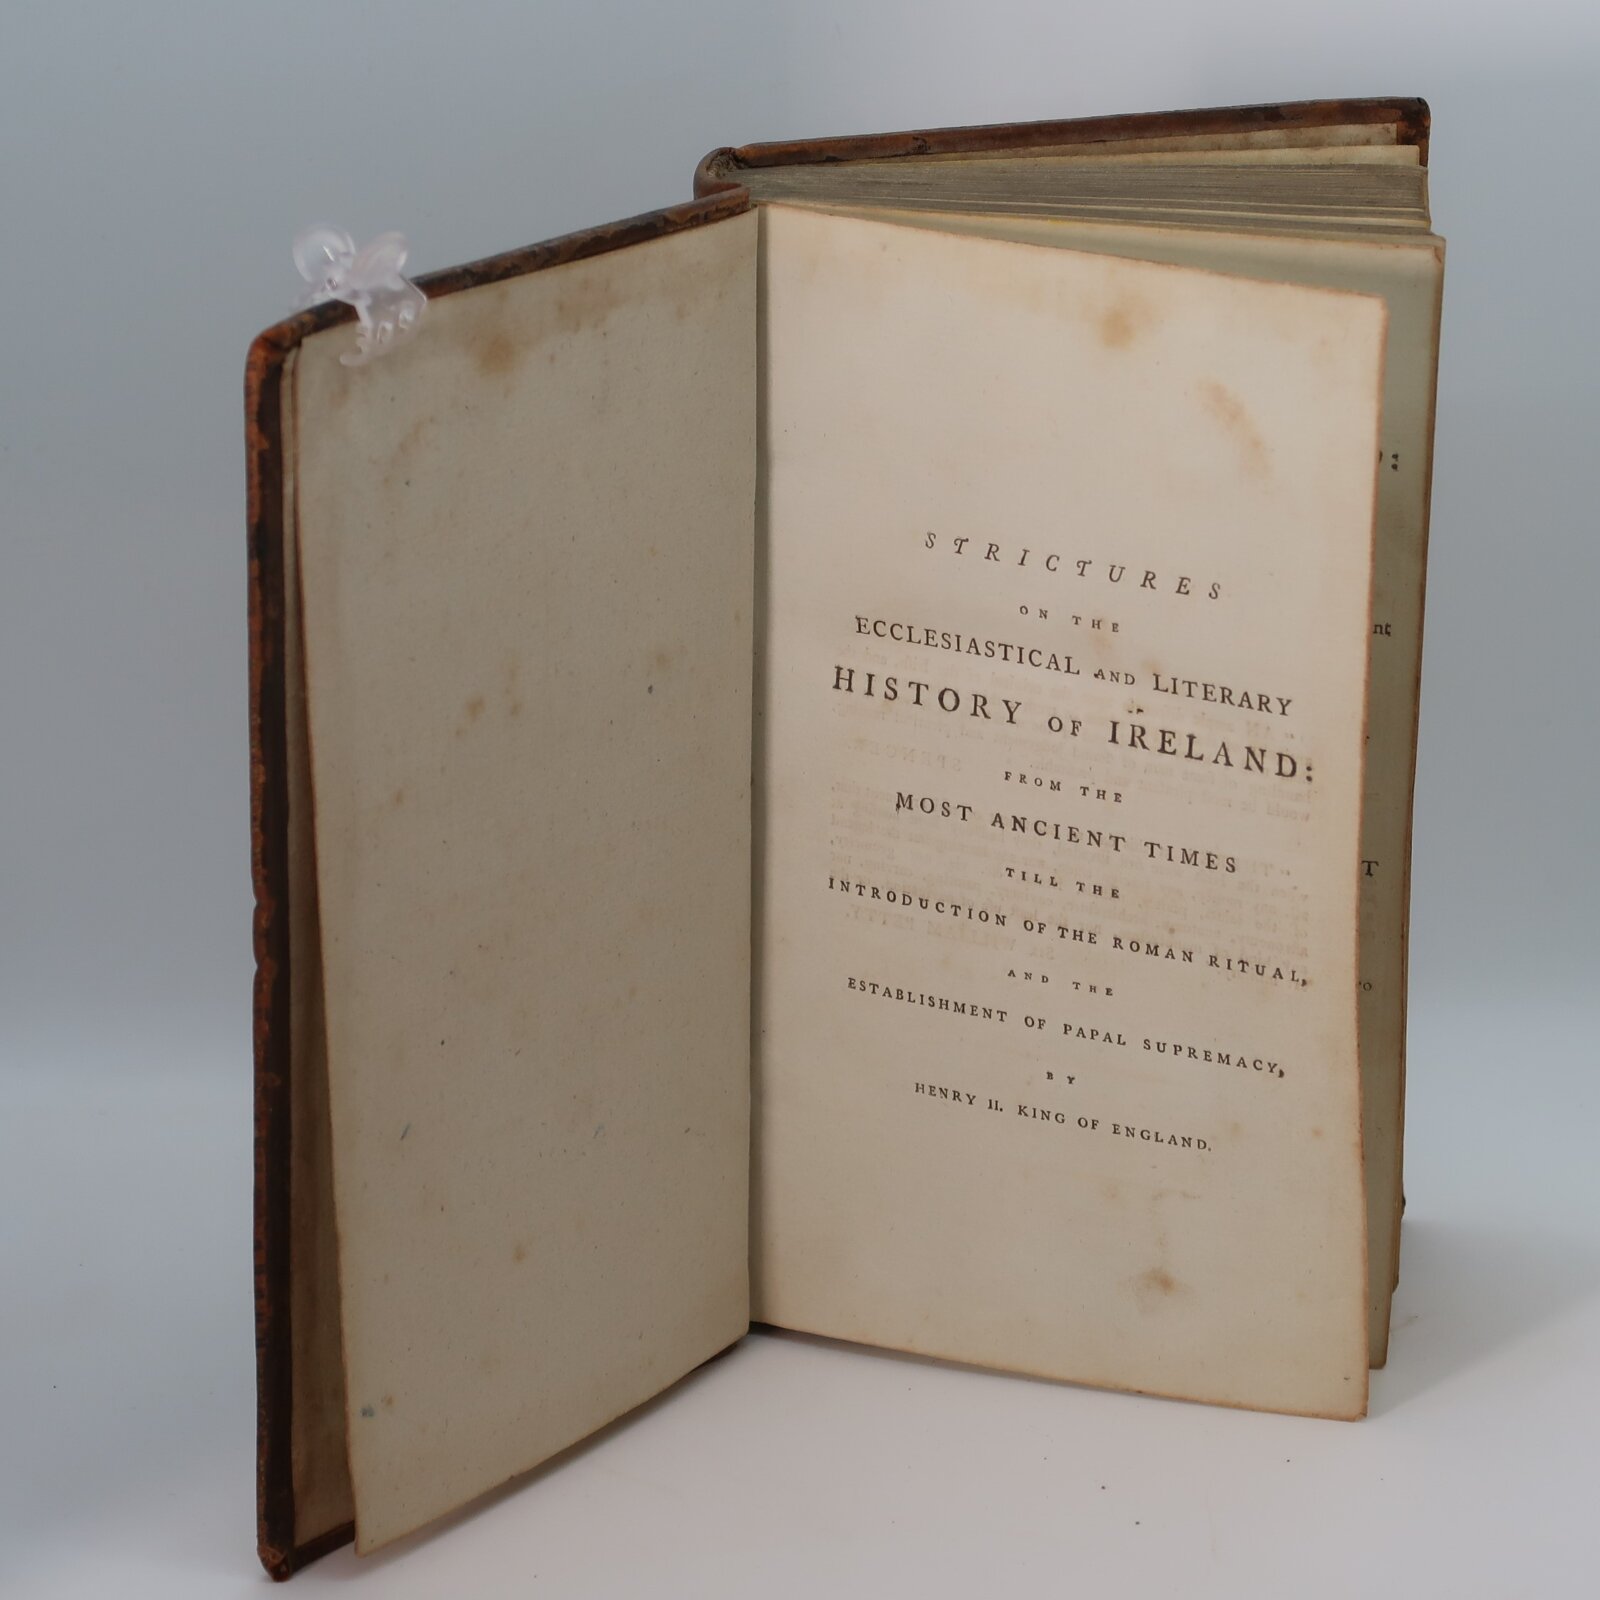 STRICTURES
ON THE
ECCLESIASTICAL AND LITERARY
HISTORY OF IRELAND:
FROM THE
MOST ANCIENT TIMES
TILL THE
INTRODUCTION OF THE ROMAN RITUAL,
AND THE
ESTABLISHMENT OF PAPAL SUPREMACY,
BY
HENRY II. KING OF ENGLAND.